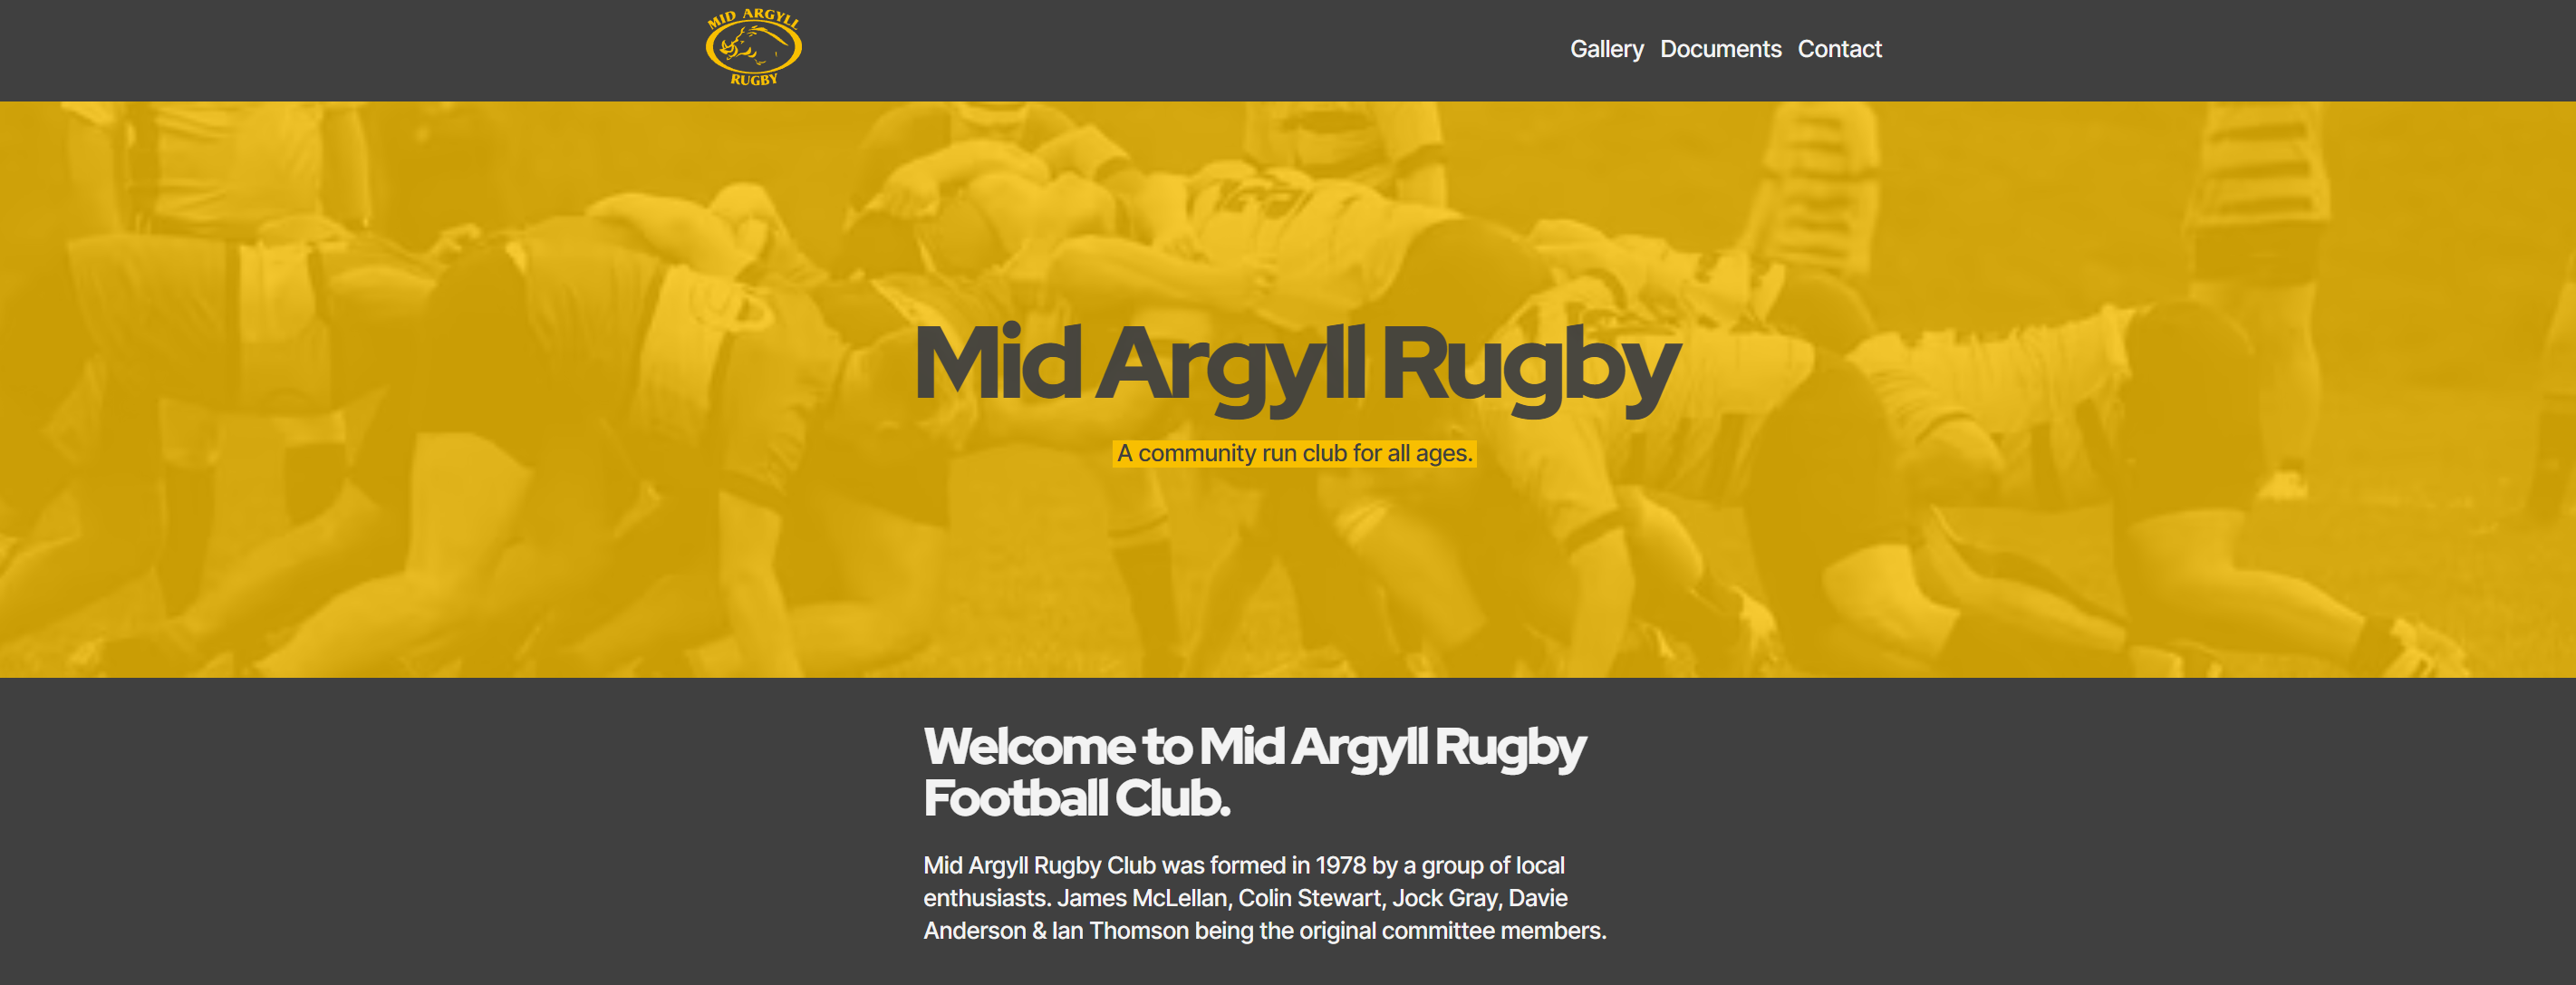 MID ARGYLL
RUGBY
Gallery Documents Contact
Mid Argyll Rugby
A community run club for all ages.
Welcome to Mid Argyll Rugby
Football Club.
Mid Argyll Rugby Club was formed in 1978 by a group of local
enthusiasts. James McLellan, Colin Stewart, Jock Gray, Davie
Anderson & Ian Thomson being the original committee members.